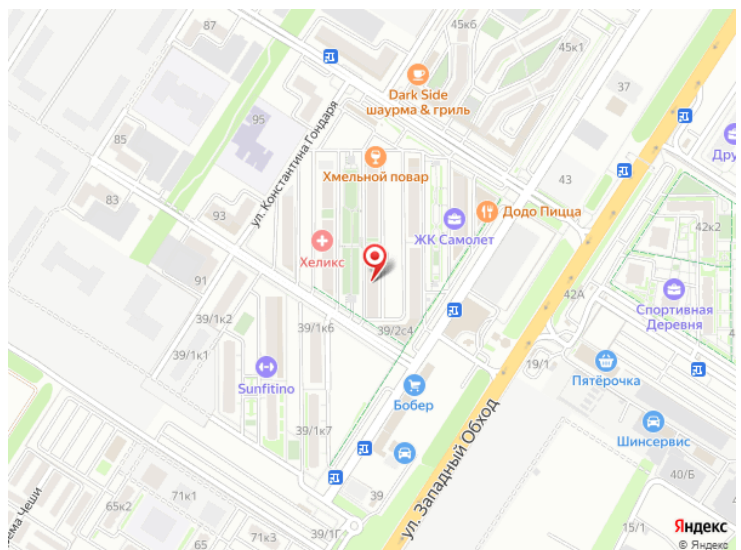 45к6
87
45к1
Dark Side
шаурма & гриль
37
ул. Константина Гондаря
95
85
Дру
Хмельной повар
43
83
93
Додо Пицца
ЖК Самолет
42к2
Хеликс
91
42А
Спортивная
Деревня
39/1к2
39/1к6
39/2с4
39/1к1
19/1
Sunfitino
Бобер
Пятёрочка
ул. Западный Обход
39/1к7
Шинсервис
40/Б
71к1
39
65к2
ема Чеши
15/1
71к3
39/1Г
Яндекс
© Яндекс